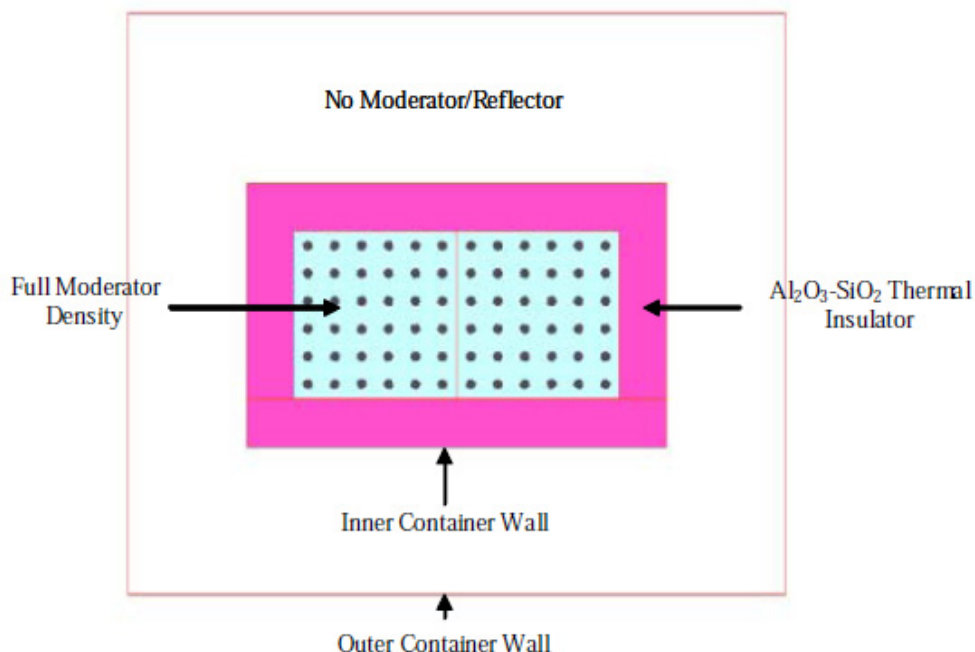 No Moderator/Reflector
Full Moderator
Density
Al₂O₃-SiO₂ Thermal
Insulator
Inner Container Wall
Outer Container Wall